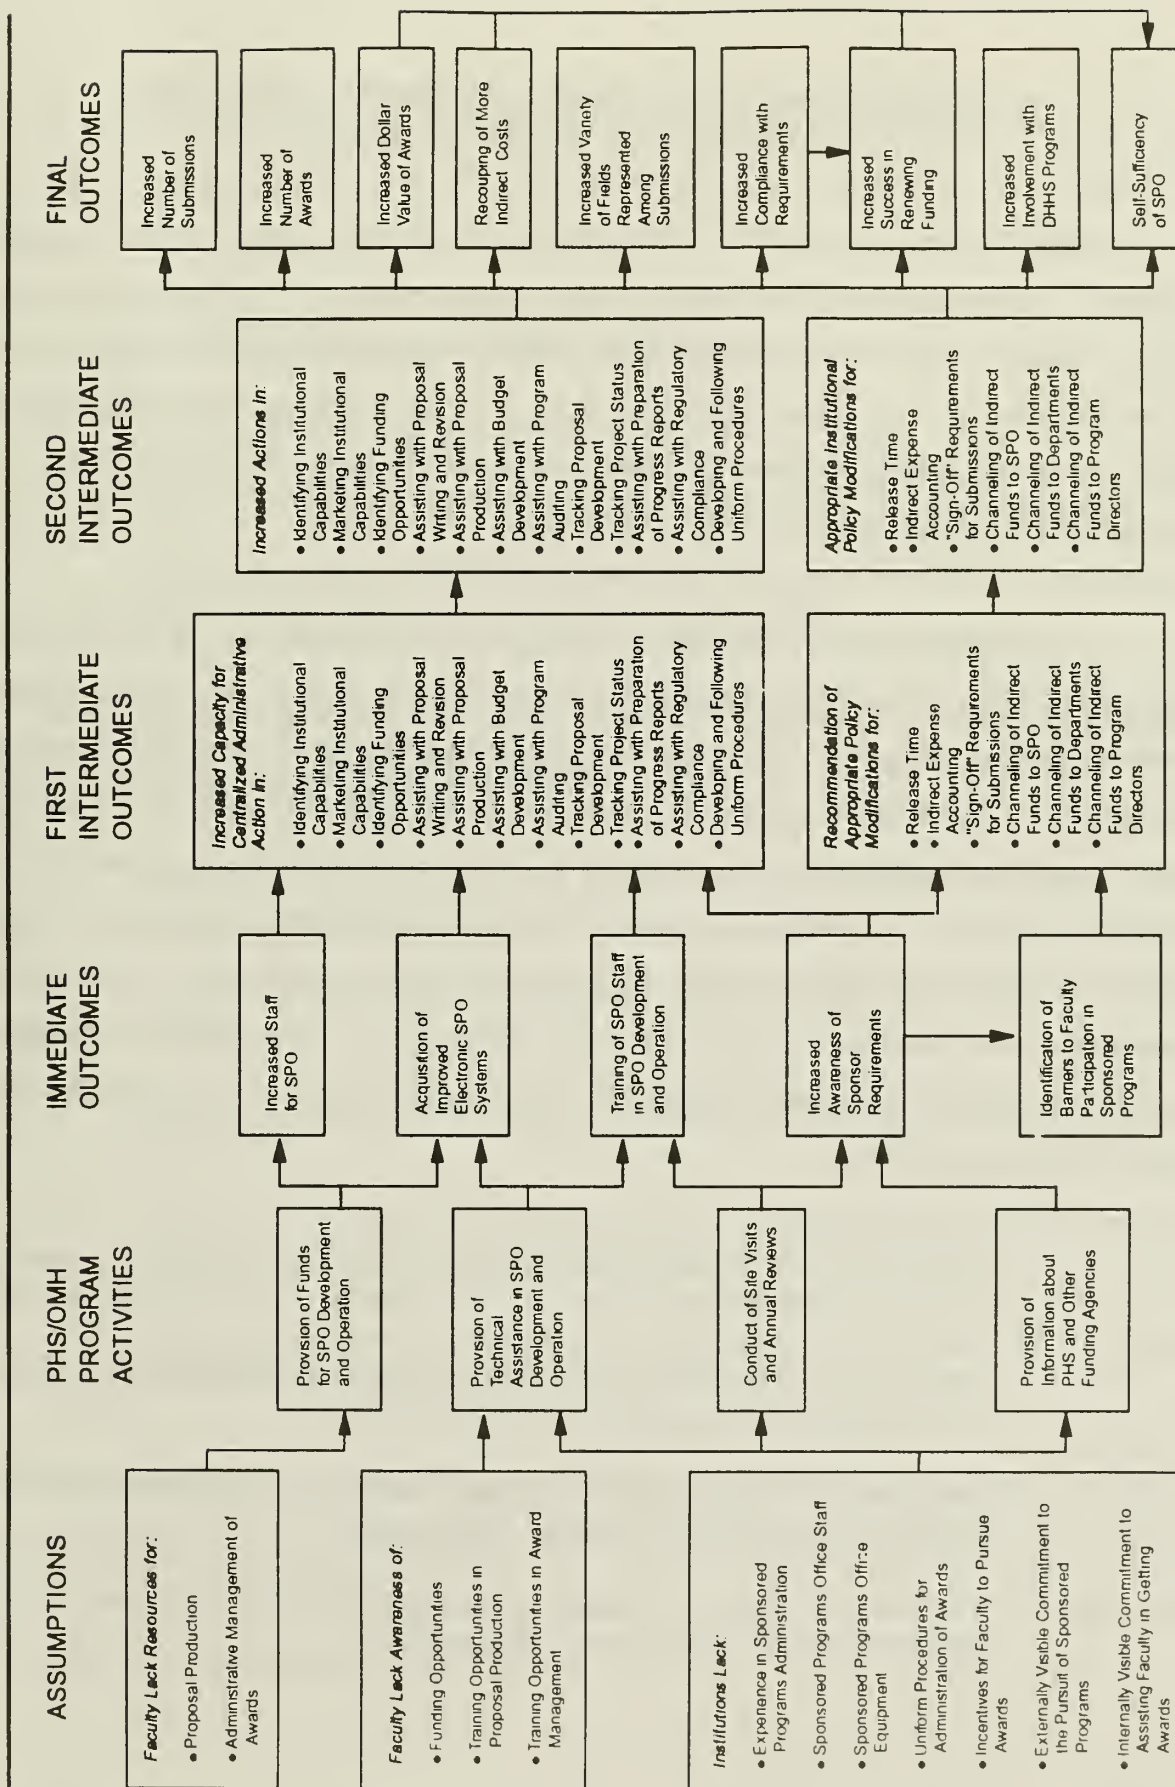 ASSUMPTIONS
Faculty Lack Resources for:
• Proposal Production
• Administrative Management of
Awards
Faculty Lack Awareness of:
• Funding Opportunities
• Training Opportunities in
Proposal Production
• Training Opportunities in Award
Management
Institutions Lack:
• Experience in Sponsored
Programs Administration
• Sponsored Programs Office Staff
• Sponsored Programs Office
Equipment
• Uniform Procedures for
Administration of Awards
• Incentives for Faculty to Pursue
Awards
• Externally Visible Commitment to
the Pursuit of Sponsored
Programs
• Internally Visible Commitment to
Assisting Faculty in Getting
Awards
PHS/OMH
PROGRAM
ACTIVITIES
Provision of Funds
for SPO Development
and Operation
Provision of
Technical
Assistance in SPO
Development and
Operation
Conduct of Site Visits
and Annual Reviews
Provision of
Information about
PHS and Other
Funding Agencies
IMMEDIATE
OUTCOMES
Increased Staff
for SPO
Acquisition of
Improved
Electronic SPO
Systems
Training of SPO Staff
in SPO Development
and Operation
Increased
Awareness of
Sponsor
Requirements
Identification of
Barriers to Faculty
Participation in
Sponsored
Programs
FIRST
INTERMEDIATE
OUTCOMES
Increased Capacity for
Centralized Administrative
Action in:
• Identifying Institutional
Capabilities
• Marketing Institutional
Capabilities
• Identifying Funding
Opportunities
• Assisting with Proposal
Writing and Revision
• Assisting with Proposal
Production
• Assisting with Budget
Development
• Assisting with Program
Auditing
• Tracking Proposal
Development
• Tracking Project Status
• Assisting with Preparation
of Progress Reports
• Assisting with Regulatory
Compliance
• Developing and Following
Uniform Procedures
Recommendation of
Appropriate Policy
Modifications for:
• Release Time
• Indirect Expense
Accounting
• "Sign-Off" Requirements
for Submissions
• Channeling of Indirect
Funds to SPO
• Channeling of Indirect
Funds to Departments
• Channeling of Indirect
Funds to Program
Directors
SECOND
INTERMEDIATE
OUTCOMES
Increased Actions in:
• Identifying Institutional
Capabilities
• Marketing Institutional
Capabilities
• Identifying Funding
Opportunities
• Assisting with Proposal
Writing and Revision
• Assisting with Proposal
Production
• Assisting with Budget
Development
• Assisting with Program
Auditing
• Tracking Proposal
Development
• Tracking Project Status
• Assisting with Preparation
of Progress Reports
• Assisting with Regulatory
Compliance
• Developing and Following
Uniform Procedures
Appropriate Institutional
Policy Modifications for:
• Release Time
• Indirect Expense
Accounting
• "Sign-Off" Requirements
for Submissions
• Channeling of Indirect
Funds to SPO
• Channeling of Indirect
Funds to Departments
• Channeling of Indirect
Funds to Program
Directors
FINAL
OUTCOMES
Increased
Number of
Submissions
Increased
Number of
Awards
Increased Dollar
Value of Awards
Recouping of More
Indirect Costs
Increased Variety
of Fields
Represented
Among
Submissions
Increased
Compliance with
Requirements
Increased
Success in
Renewing
Funding
Increased
Involvement with
DHHS Programs
Self-Sufficiency
of SPO